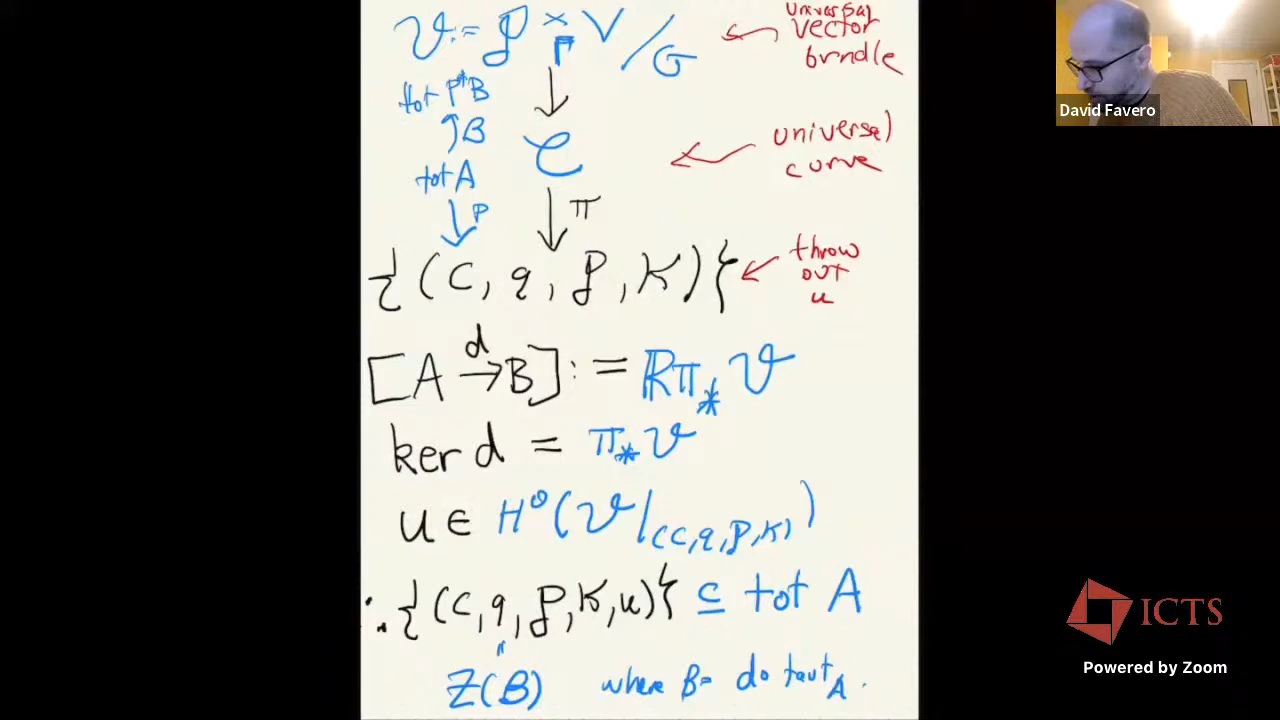 𝒱 := 𝒫 ×_Γ V / G
universal vector bundle
tot p*B
↑ β
𝒞
universal curve
tot A
↓ p
↓ π
{(C, q, 𝒫, K)}
throw out u
[A →^d B] := ℝπ_* 𝒱
ker d = π_* 𝒱
u ∈ H⁰(𝒱|_(C,q,𝒫,K))
∴ {(C, q, 𝒫, K, u)} ⊆ tot A
"
Z(β) where β = d∘taut_A.
David Favero
ICTS
Powered by Zoom